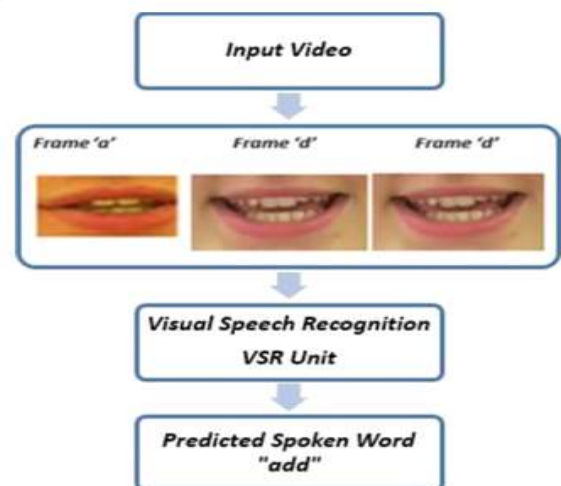 Input Video
Frame ‘a’ Frame ‘d’ Frame ‘d’
Visual Speech Recognition
VSR Unit
Predicted Spoken Word
"add"